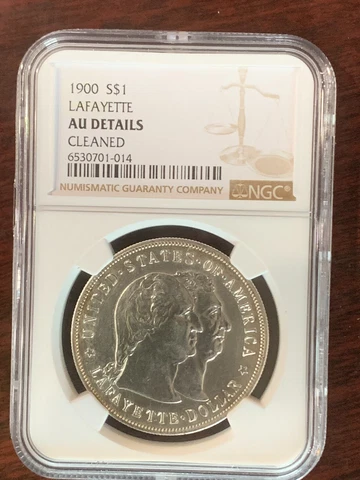 1900 S$1
LAFAYETTE
AU DETAILS
CLEANED
6530701-014
NUMISMATIC GUARANTY COMPANY
NGC
UNITED·STATES·OF·AMERICA
LAFAYETTE·DOLLAR